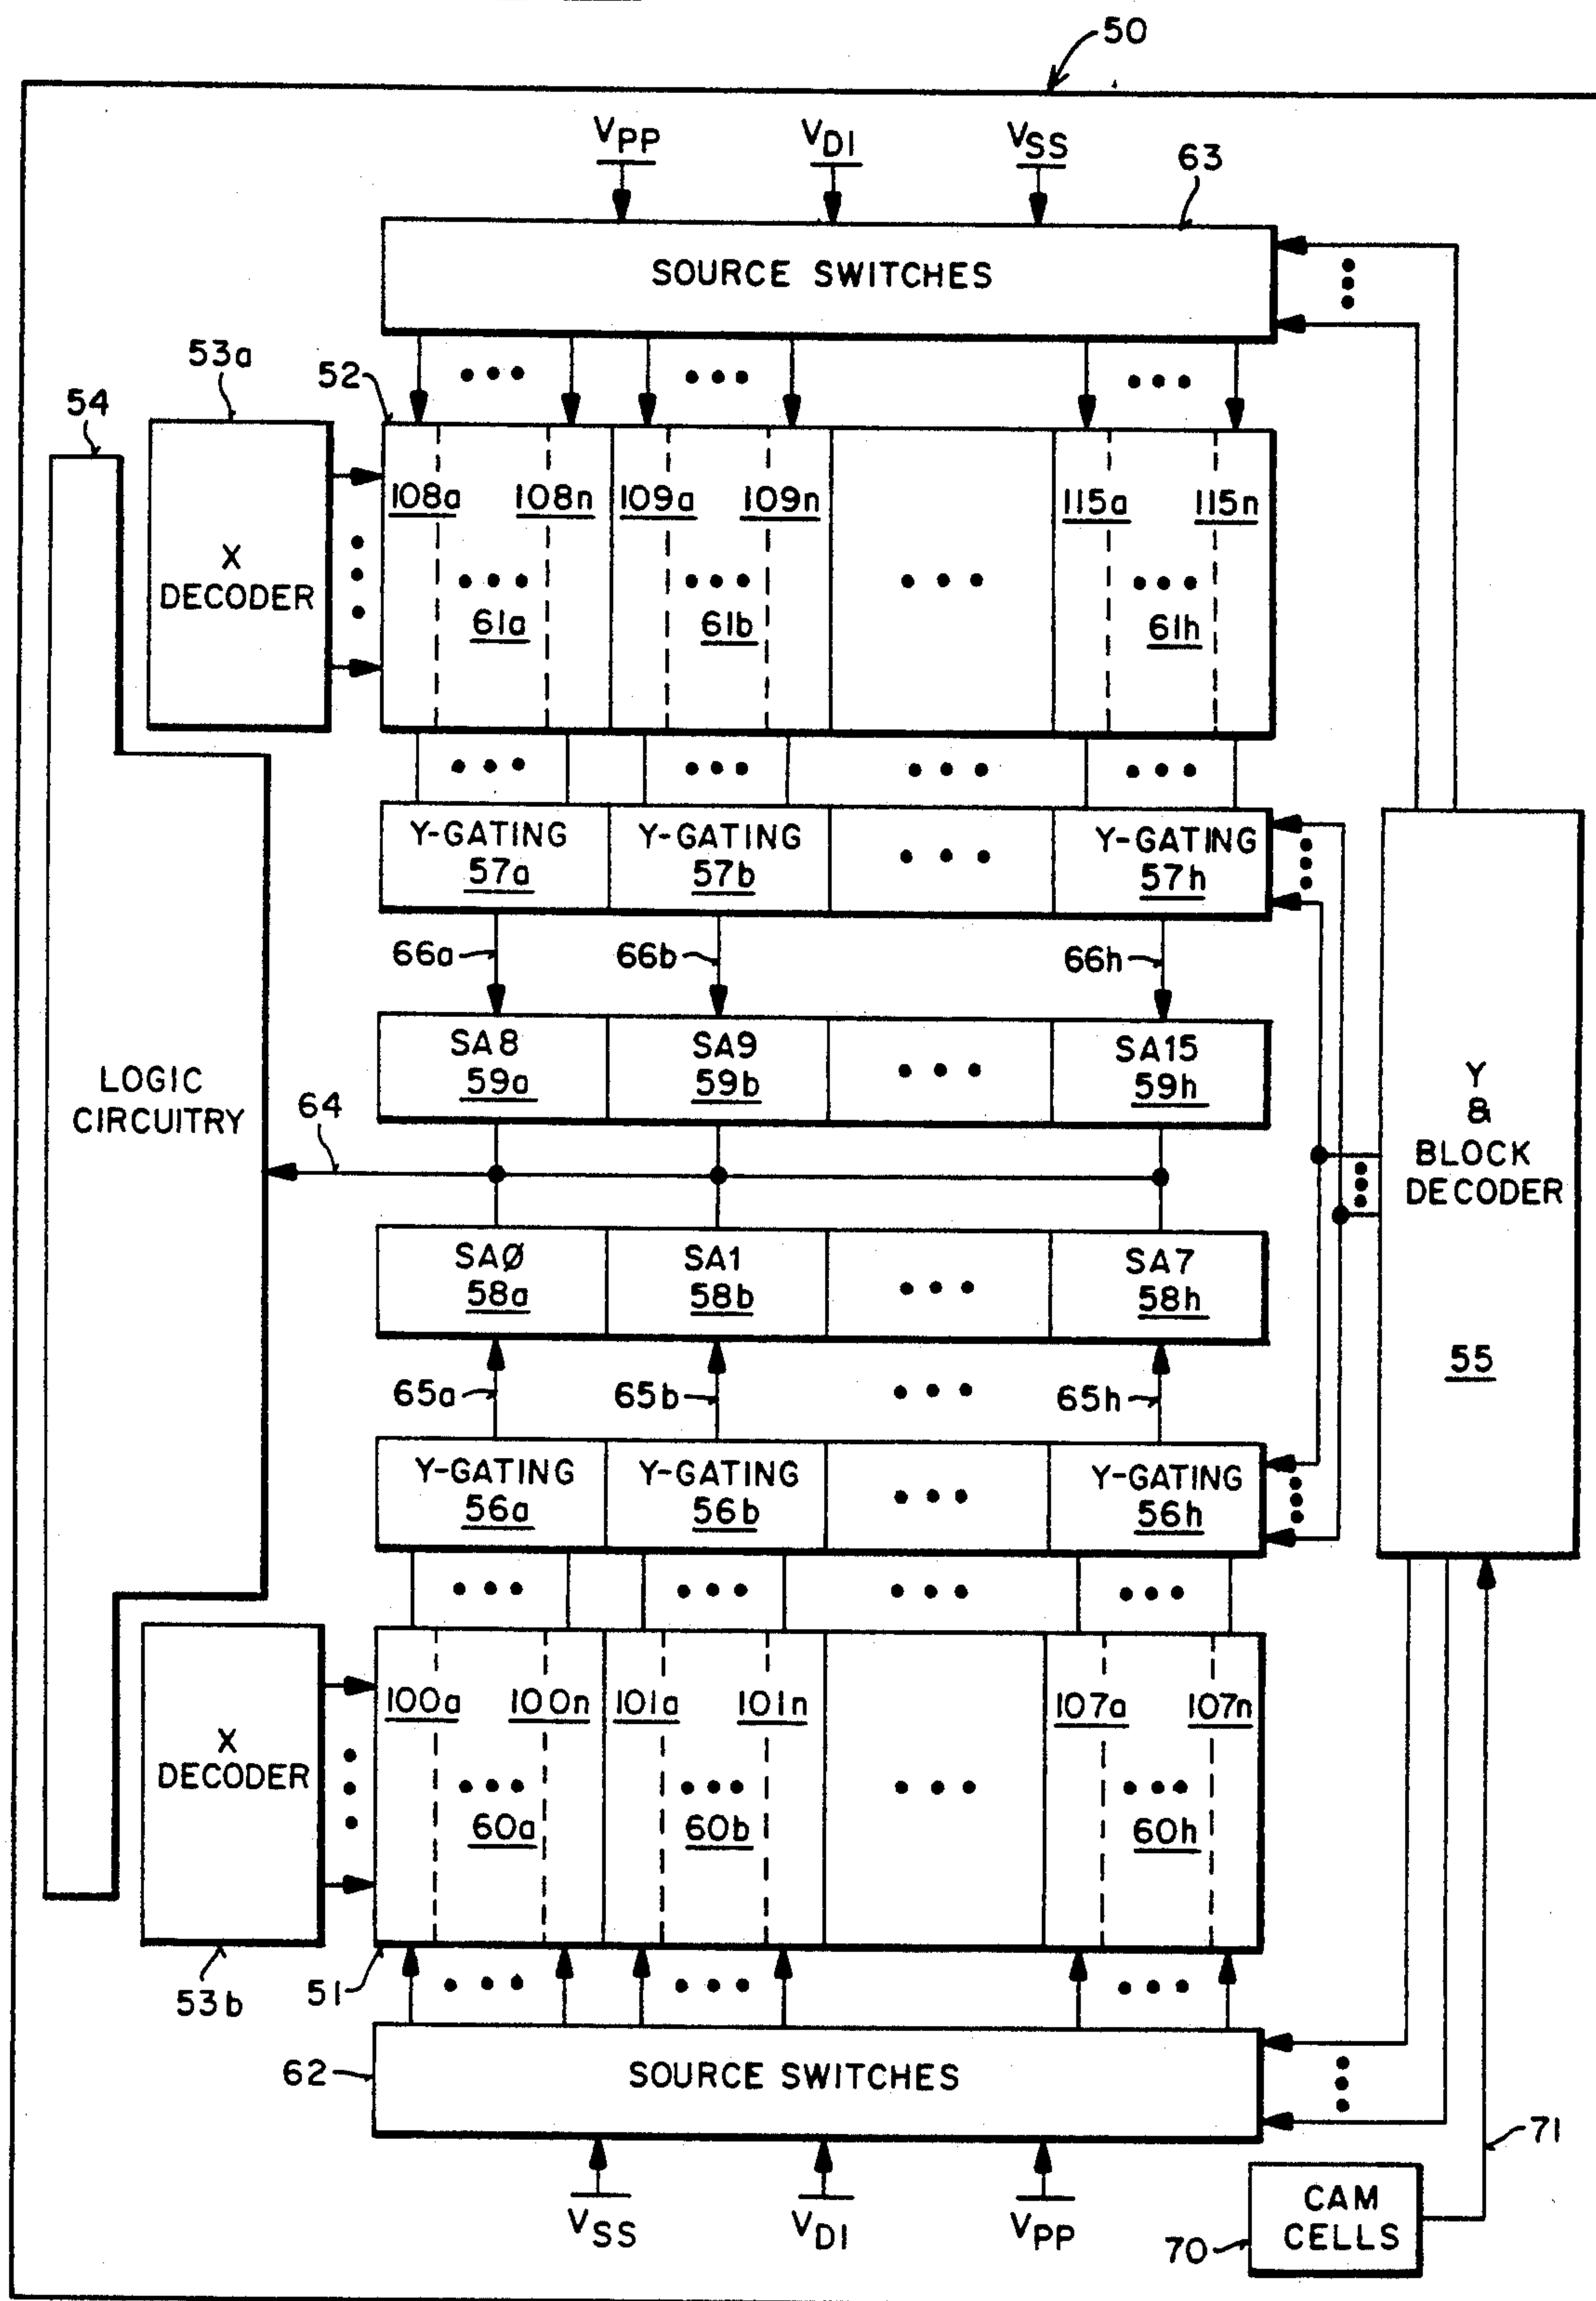 50
VPP
VDI
VSS
63
SOURCE SWITCHES
53a
52
54
108a
108n
109a
109n
115a
115n
X
DECODER
61a
61b
61h
Y-GATING
57a
Y-GATING
57b
Y-GATING
57h
66a
66b
66h
SA8
59a
SA9
59b
SA15
59h
LOGIC
CIRCUITRY
64
Y
&
BLOCK
DECODER
55
SAØ
58a
SA1
58b
SA7
58h
65a
65b
65h
Y-GATING
56a
Y-GATING
56b
Y-GATING
56h
100a
100n
101a
101n
107a
107n
X
DECODER
60a
60b
60h
53b
51
62
SOURCE SWITCHES
71
VSS
VDI
VPP
70
CAM
CELLS